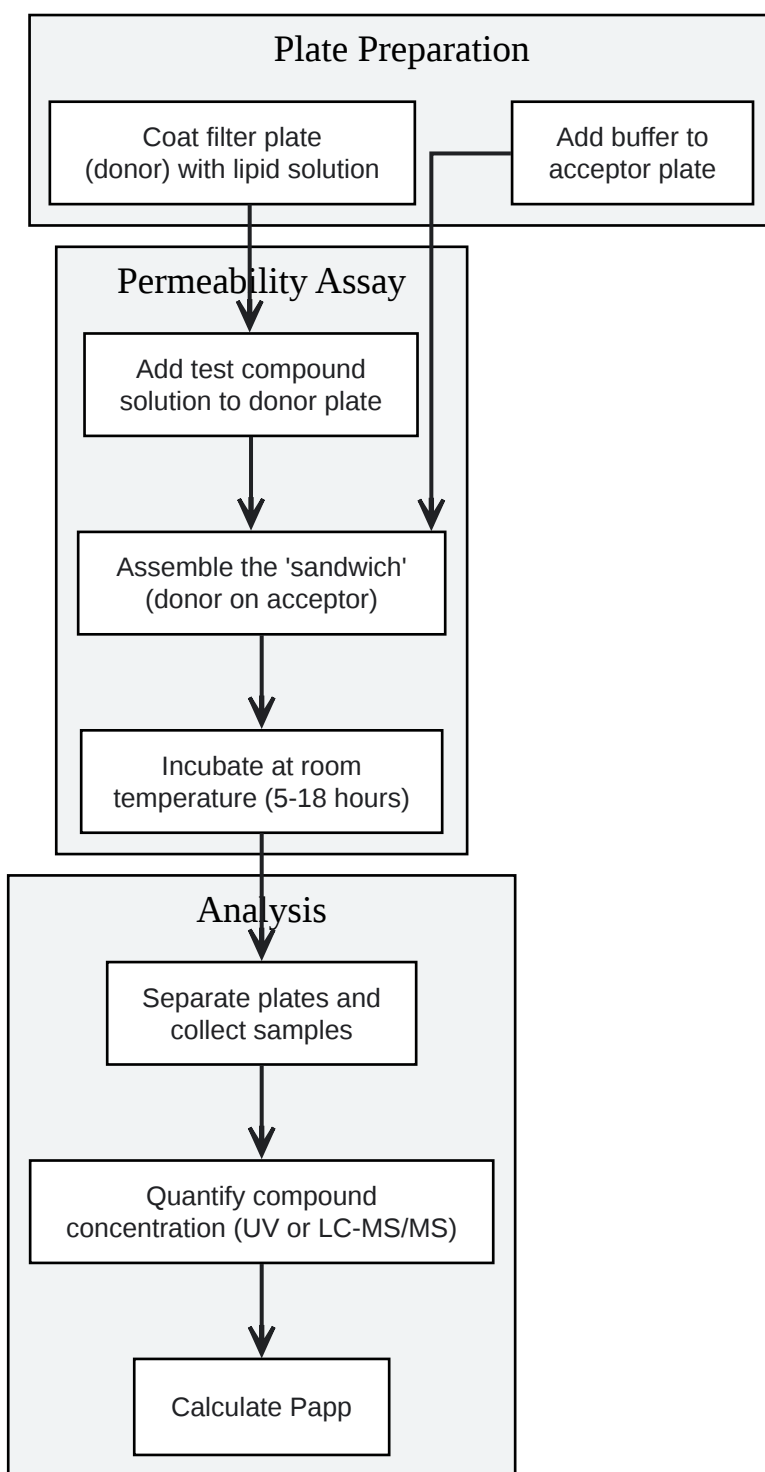 Plate Preparation
Coat filter plate
(donor) with lipid solution
Add buffer to
acceptor plate
Permeability Assay
Add test compound
solution to donor plate
Assemble the 'sandwich'
(donor on acceptor)
Incubate at room
temperature (5-18 hours)
Analysis
Separate plates and
collect samples
Quantify compound
concentration (UV or LC-MS/MS)
Calculate Papp